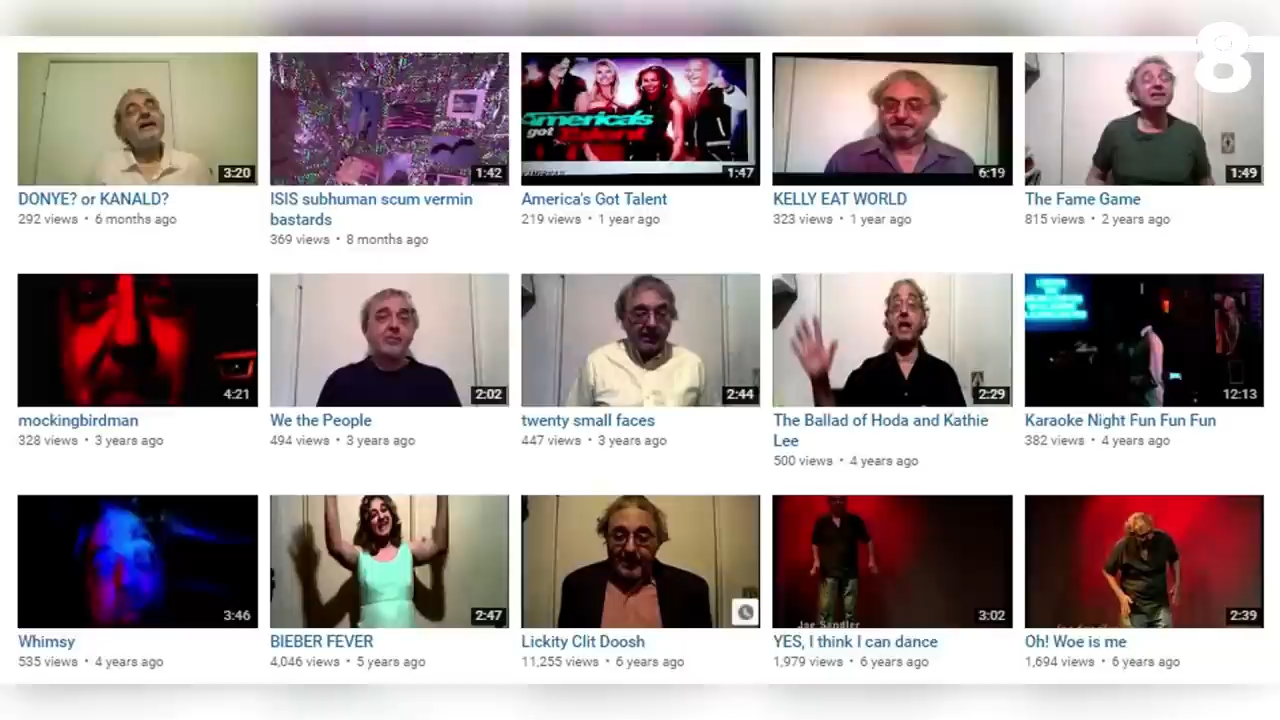 8
3:20
1:42
America's
got Talent
1:47
6:19
1:49
DONYE? or KANALD?
ISIS subhuman scum vermin
bastards
America's Got Talent
KELLY EAT WORLD
The Fame Game
292 views • 6 months ago
369 views • 8 months ago
219 views • 1 year ago
323 views • 1 year ago
815 views • 2 years ago
4:21
2:02
2:44
2:29
12:13
mockingbirdman
We the People
twenty small faces
The Ballad of Hoda and Kathie
Lee
Karaoke Night Fun Fun Fun
328 views • 3 years ago
494 views • 3 years ago
447 views • 3 years ago
500 views • 4 years ago
382 views • 4 years ago
3:46
2:47
Joe Sandler
3:02
2:39
Whimsy
BIEBER FEVER
Lickity Clit Doosh
YES, I think I can dance
Oh! Woe is me
535 views • 4 years ago
4,046 views • 5 years ago
11,255 views • 6 years ago
1,979 views • 6 years ago
1,694 views • 6 years ago